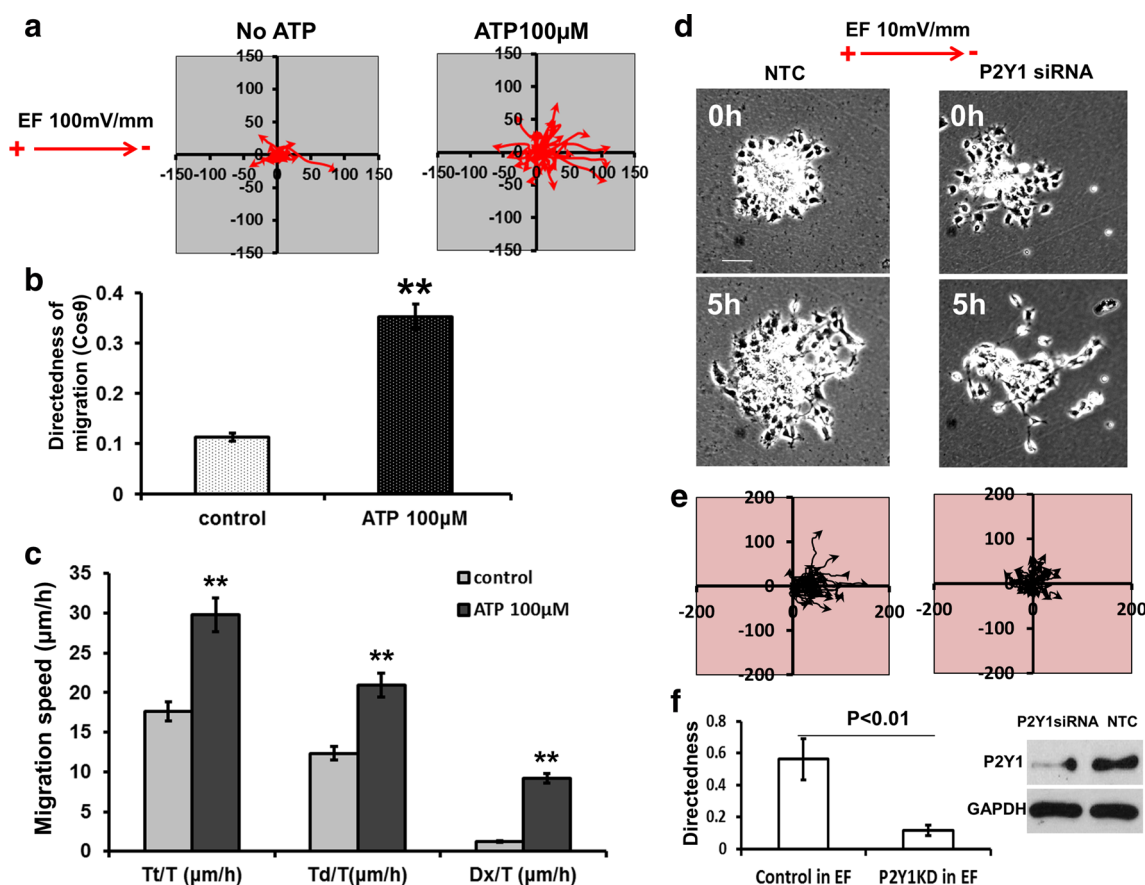 a
No ATP
ATP100µM
EF 100mV/mm
+ -
150
100
50
0
-50
-100
-150
-150 -100 -50 0 50 100 150
150
100
50
0
-50
-100
-150
-150 -100 -50 0 50 100 150
b
Directedness of
migration (Cosθ)
0.4
0.3
0.2
0.1
0
**
control
ATP 100µM
c
Migration speed (µm/h)
35
30
25
20
15
10
5
0
control
ATP 100µM
**
**
**
Tt/T (µm/h)
Td/T(µm/h)
Dx/T (µm/h)
d
EF 10mV/mm
+ -
NTC
P2Y1 siRNA
0h
0h
5h
5h
e
200
100
0
-100
-200
-200 0 200
200
100
0
-100
-200
-200 0 200
f
Directedness
0.8
0.6
0.4
0.2
0
P<0.01
Control in EF
P2Y1KD in EF
P2Y1siRNA NTC
P2Y1
GAPDH